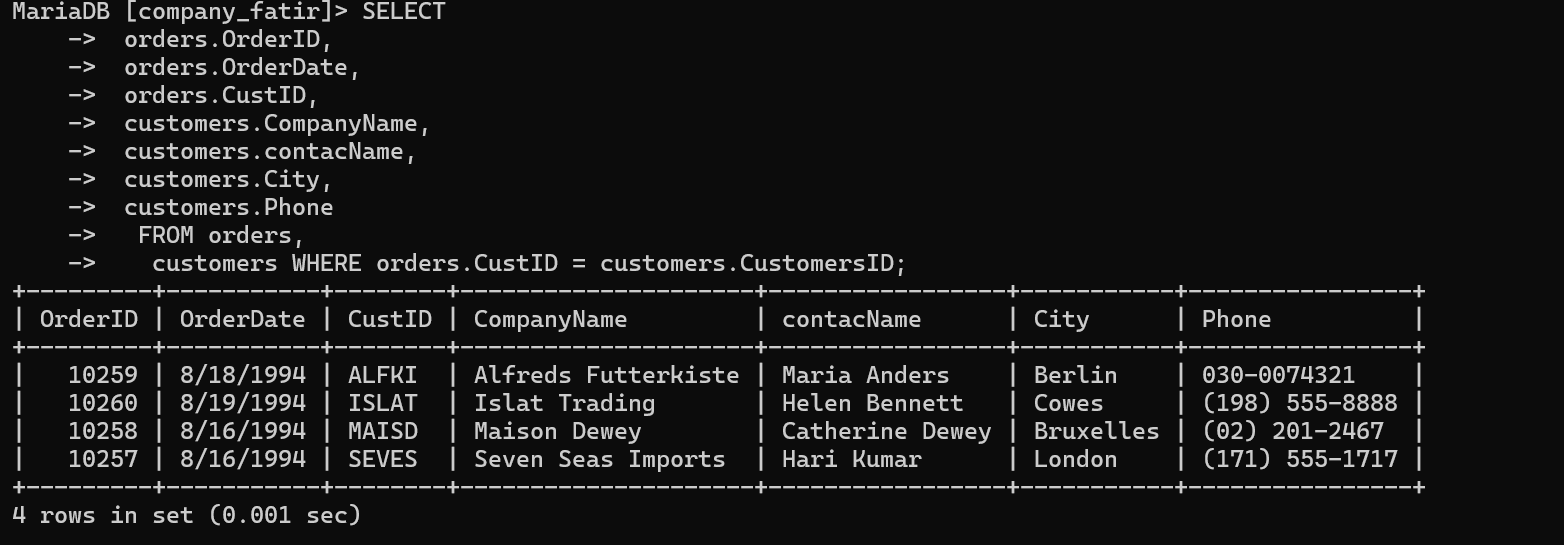 MariaDB [company_fatir]> SELECT
    ->  orders.OrderID,
    ->  orders.OrderDate,
    ->  orders.CustID,
    ->  customers.CompanyName,
    ->  customers.contacName,
    ->  customers.City,
    ->  customers.Phone
    ->   FROM orders,
    ->    customers WHERE orders.CustID = customers.CustomersID;
+---------+-----------+--------+---------------------+-----------------+-----------+----------------+
| OrderID | OrderDate | CustID | CompanyName         | contacName      | City      | Phone          |
+---------+-----------+--------+---------------------+-----------------+-----------+----------------+
|   10259 | 8/18/1994 | ALFKI  | Alfreds Futterkiste | Maria Anders    | Berlin    | 030-0074321    |
|   10260 | 8/19/1994 | ISLAT  | Islat Trading       | Helen Bennett   | Cowes     | (198) 555-8888 |
|   10258 | 8/16/1994 | MAISD  | Maison Dewey        | Catherine Dewey | Bruxelles | (02) 201-2467  |
|   10257 | 8/16/1994 | SEVES  | Seven Seas Imports  | Hari Kumar      | London    | (171) 555-1717 |
+---------+-----------+--------+---------------------+-----------------+-----------+----------------+
4 rows in set (0.001 sec)